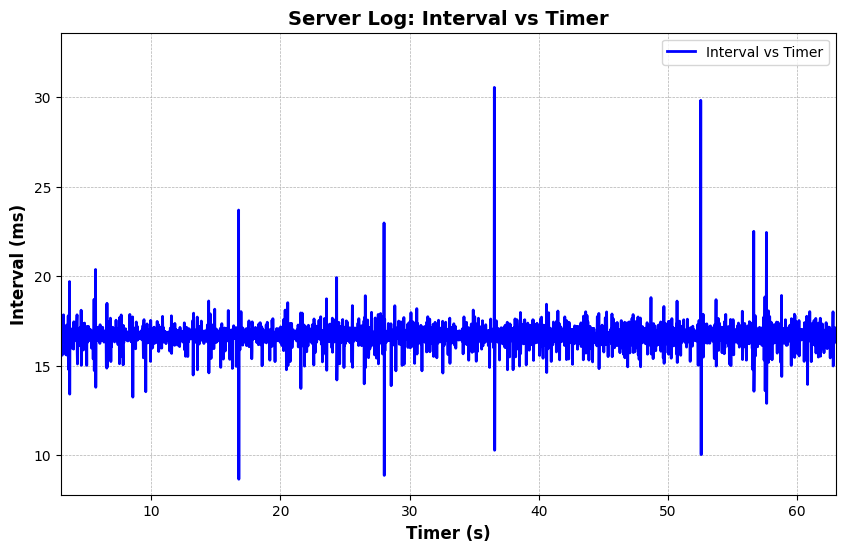 Server Log: Interval vs Timer
Interval vs Timer
30
25
20
15
10
Interval (ms)
10 20 30 40 50 60
Timer (s)